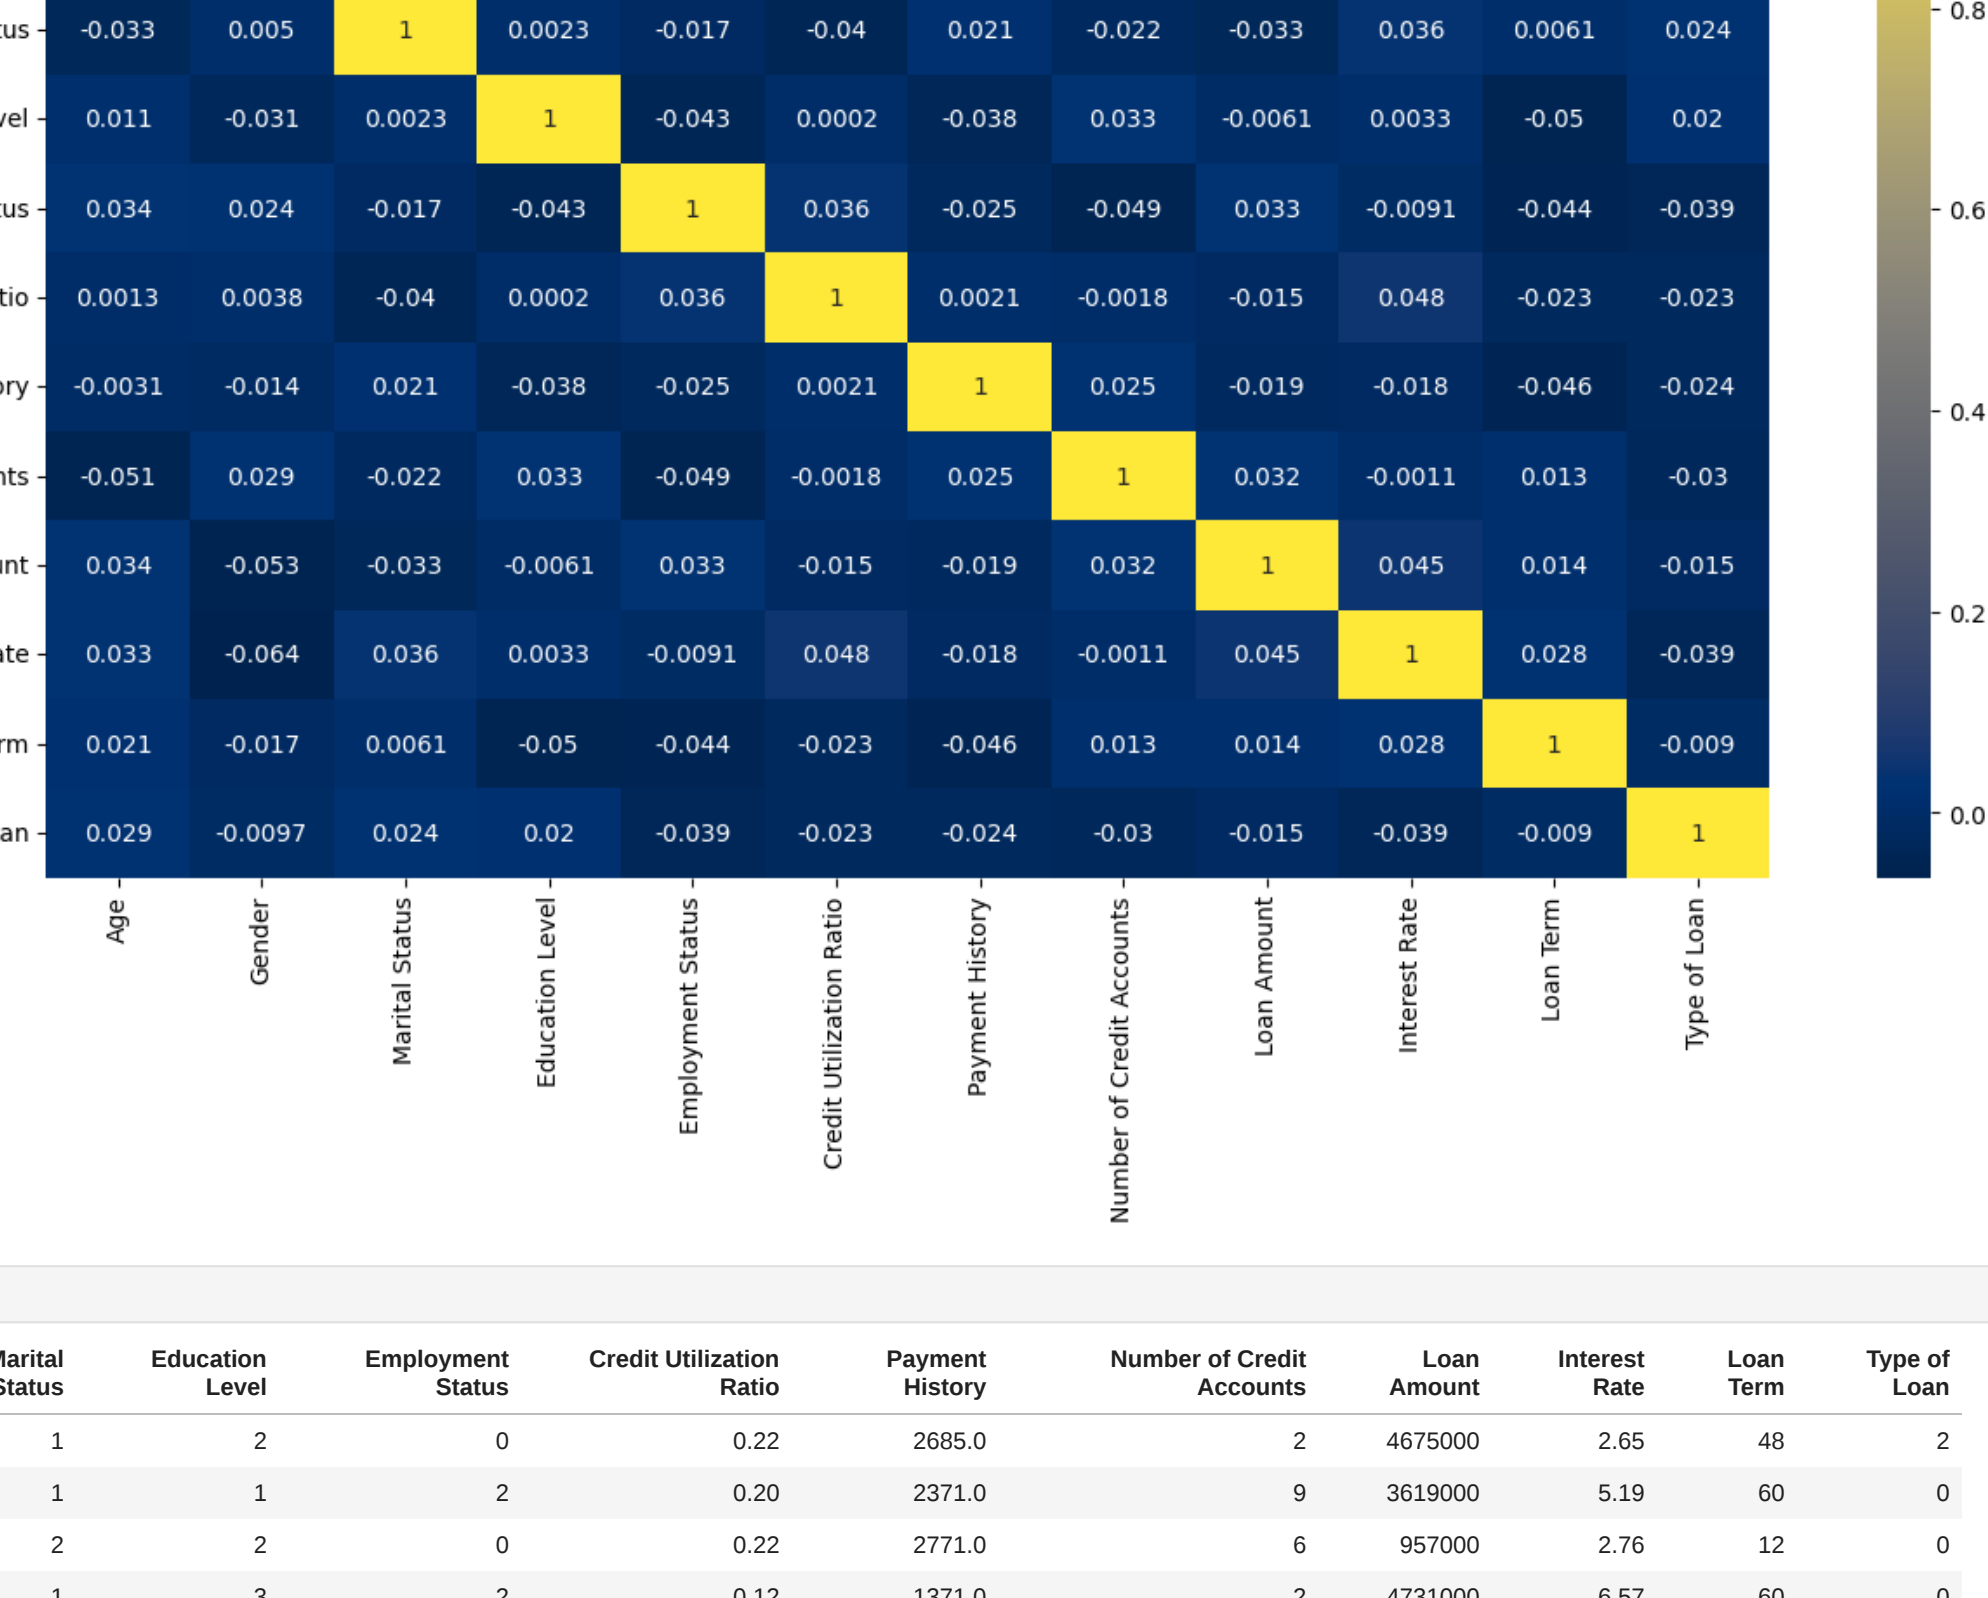 tus -0.033 0.005 1 0.0023 -0.017 -0.04 0.021 -0.022 -0.033 0.036 0.0061 0.024 0.8
vel 0.011 -0.031 0.0023 1 -0.043 0.0002 -0.038 0.033 -0.0061 0.0033 -0.05 0.02
tus 0.034 0.024 -0.017 -0.043 1 0.036 -0.025 -0.049 0.033 -0.0091 -0.044 -0.039 0.6
tio 0.0013 0.0038 -0.04 0.0002 0.036 1 0.0021 -0.0018 -0.015 0.048 -0.023 -0.023
ory -0.0031 -0.014 0.021 -0.038 -0.025 0.0021 1 0.025 -0.019 -0.018 -0.046 -0.024 0.4
nts -0.051 0.029 -0.022 0.033 -0.049 -0.0018 0.025 1 0.032 -0.0011 0.013 -0.03
unt 0.034 -0.053 -0.033 -0.0061 0.033 -0.015 -0.019 0.032 1 0.045 0.014 -0.015 0.2
ate 0.033 -0.064 0.036 0.0033 -0.0091 0.048 -0.018 -0.0011 0.045 1 0.028 -0.039
rm 0.021 -0.017 0.0061 -0.05 -0.044 -0.023 -0.046 0.013 0.014 0.028 1 -0.009
an 0.029 -0.0097 0.024 0.02 -0.039 -0.023 -0.024 -0.03 -0.015 -0.039 -0.009 1 0.0
Age
Gender
Marital Status
Education Level
Employment Status
Credit Utilization Ratio
Payment History
Number of Credit Accounts
Loan Amount
Interest Rate
Loan Term
Type of Loan
Marital Education Employment Credit Utilization Payment Number of Credit Loan Interest Loan Type of
Status Level Status Ratio History Accounts Amount Rate Term Loan
1 2 0 0.22 2685.0 2 4675000 2.65 48 2
1 1 2 0.20 2371.0 9 3619000 5.19 60 0
2 2 0 0.22 2771.0 6 957000 2.76 12 0
1 3 2 0.12 1371.0 2 4731000 6.57 60 0